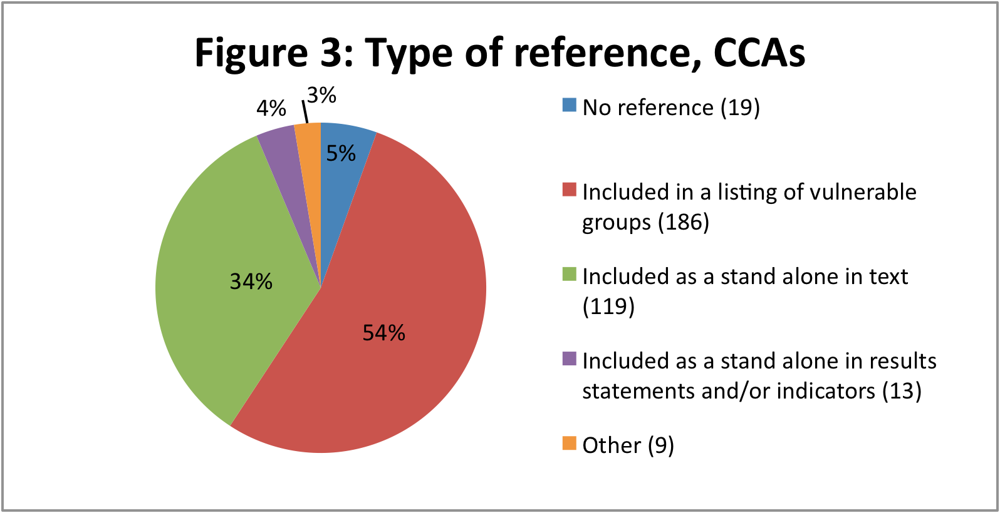 Figure 3: Type of reference, CCAs
3%
4%
5%
34%
54%
No reference (19)
Included in a listing of vulnerable
groups (186)
Included as a stand alone in text
(119)
Included as a stand alone in results
statements and/or indicators (13)
Other (9)